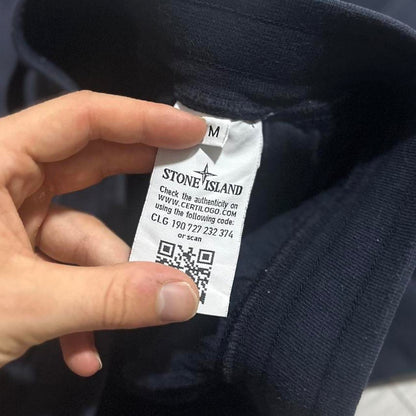 M
STONE ISLAND
Check the authenticity on
WWW.CERTILOGO.COM
using the following code:
CLG 190 727 232 374
or scan